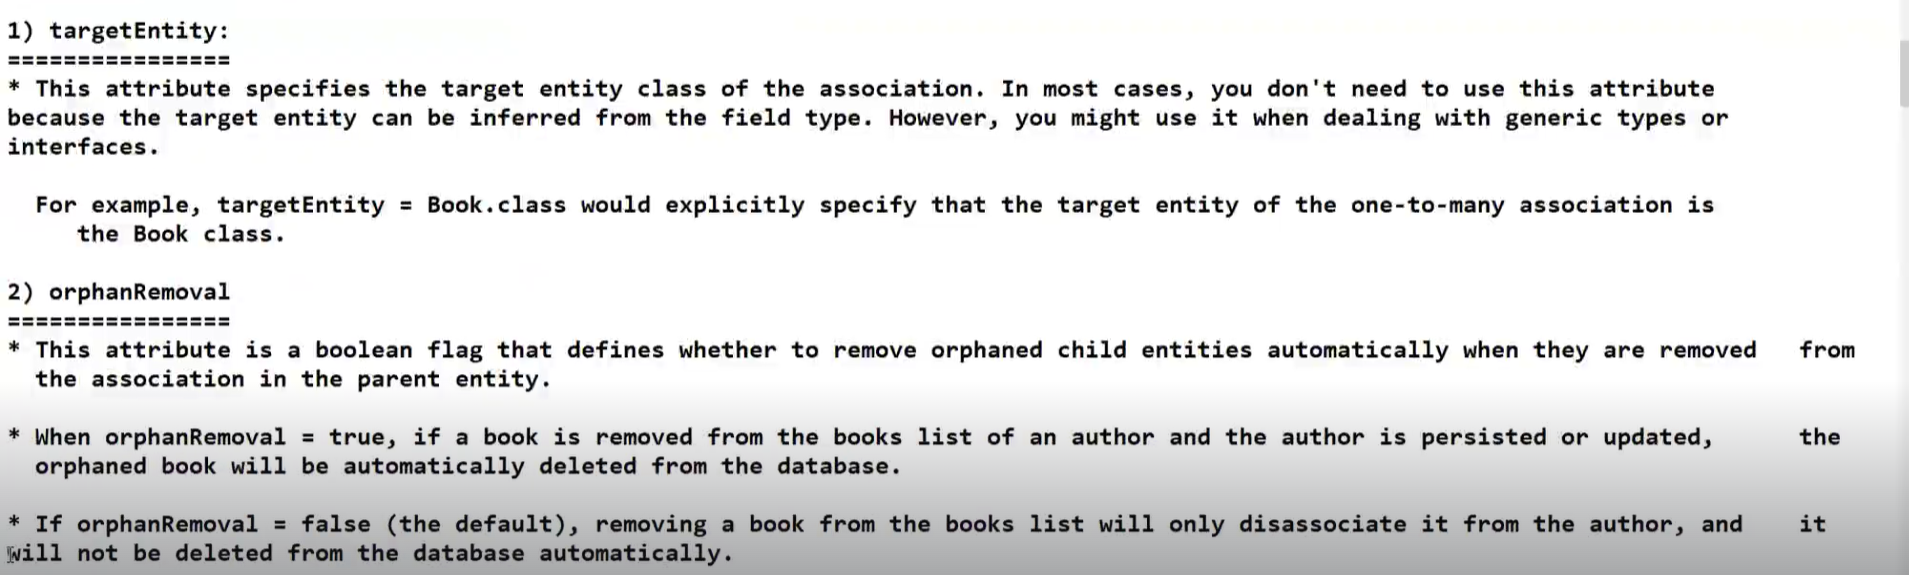 1) targetEntity:
================
* This attribute specifies the target entity class of the association. In most cases, you don't need to use this attribute
because the target entity can be inferred from the field type. However, you might use it when dealing with generic types or
interfaces.
For example, targetEntity = Book.class would explicitly specify that the target entity of the one-to-many association is
the Book class.
2) orphanRemoval
================
* This attribute is a boolean flag that defines whether to remove orphaned child entities automatically when they are removed from
the association in the parent entity.
* When orphanRemoval = true, if a book is removed from the books list of an author and the author is persisted or updated, the
orphaned book will be automatically deleted from the database.
* If orphanRemoval = false (the default), removing a book from the books list will only disassociate it from the author, and it
will not be deleted from the database automatically.